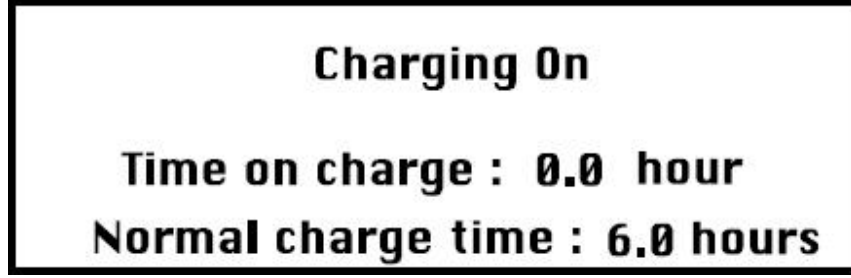 Charging On
Time on charge : 0.0 hour
Normal charge time : 6.0 hours